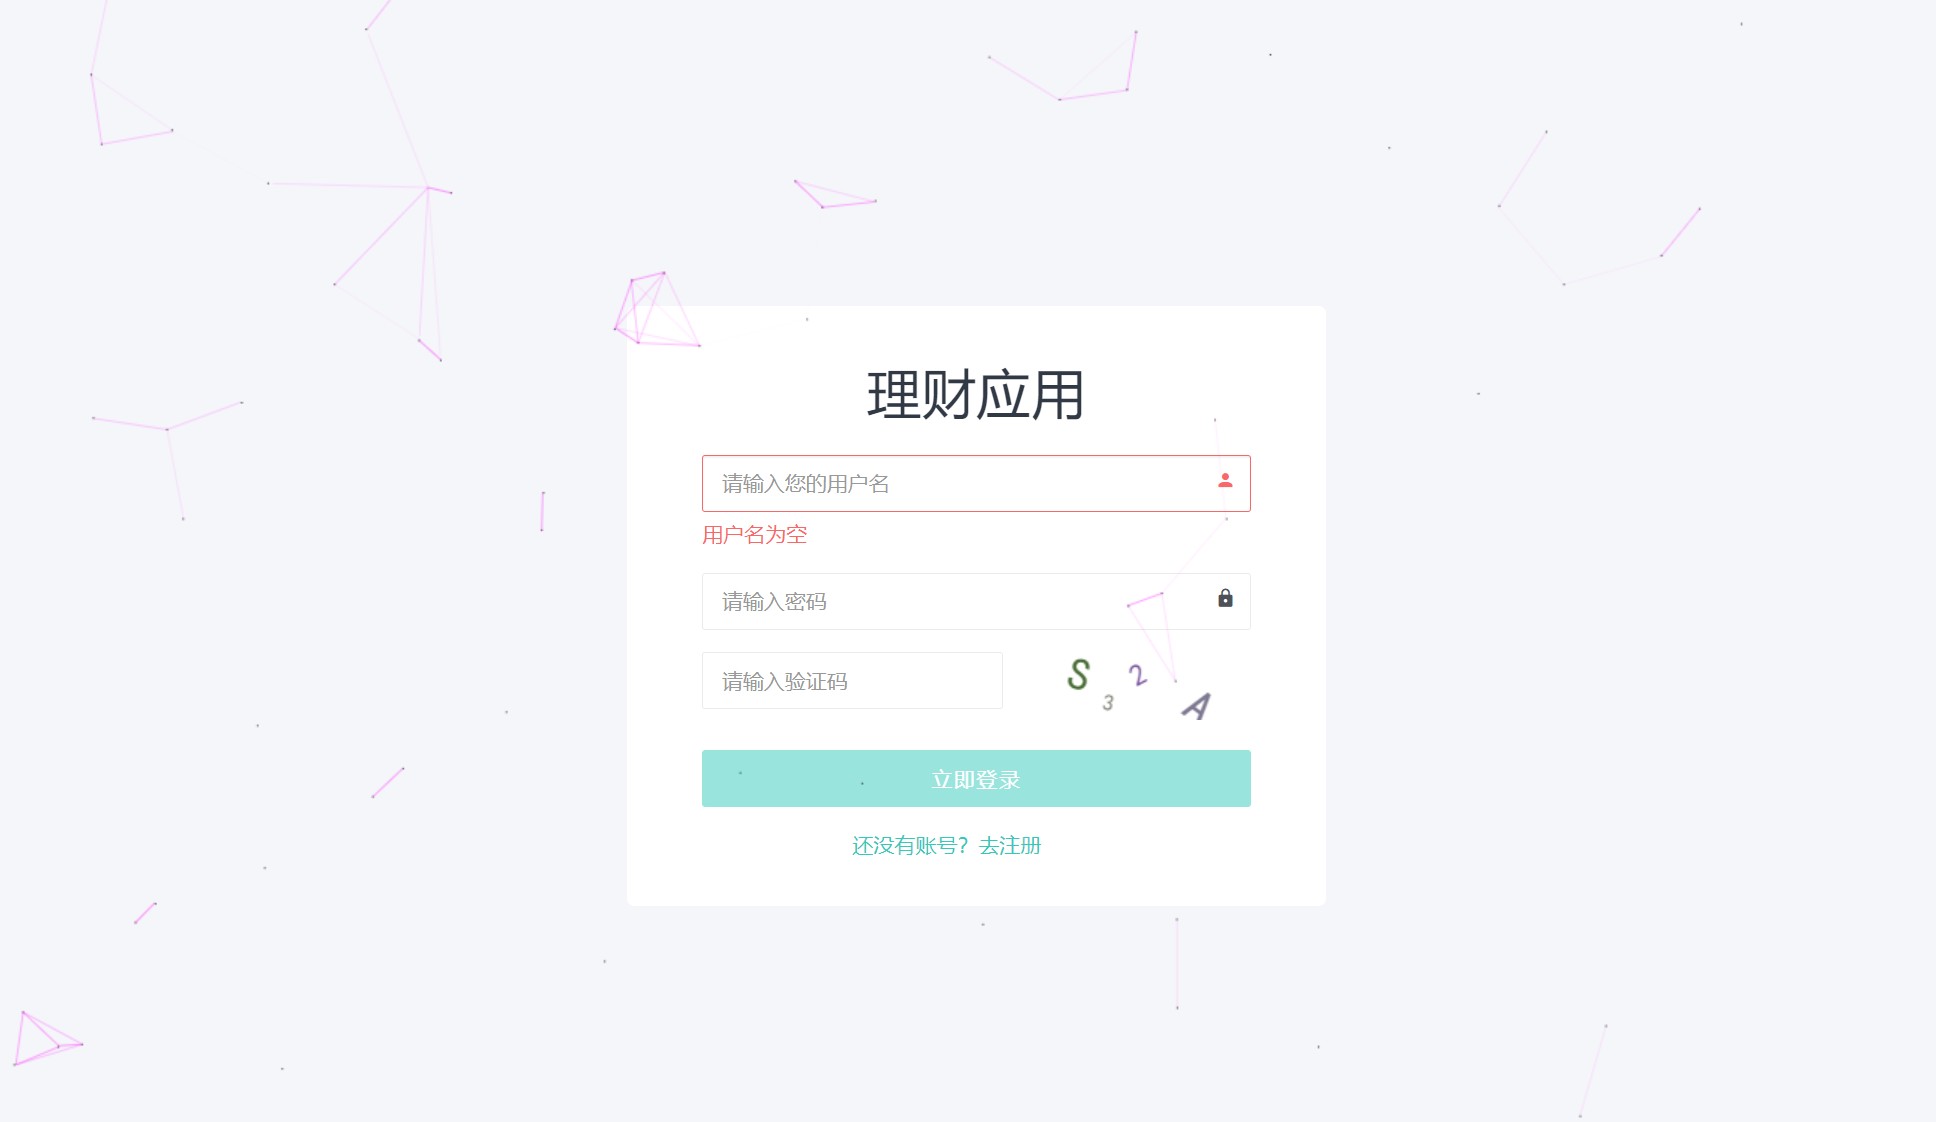 理财应用
请输入您的用户名
用户名为空
请输入密码
请输入验证码
S 3 2 A
立即登录
还没有账号？去注册